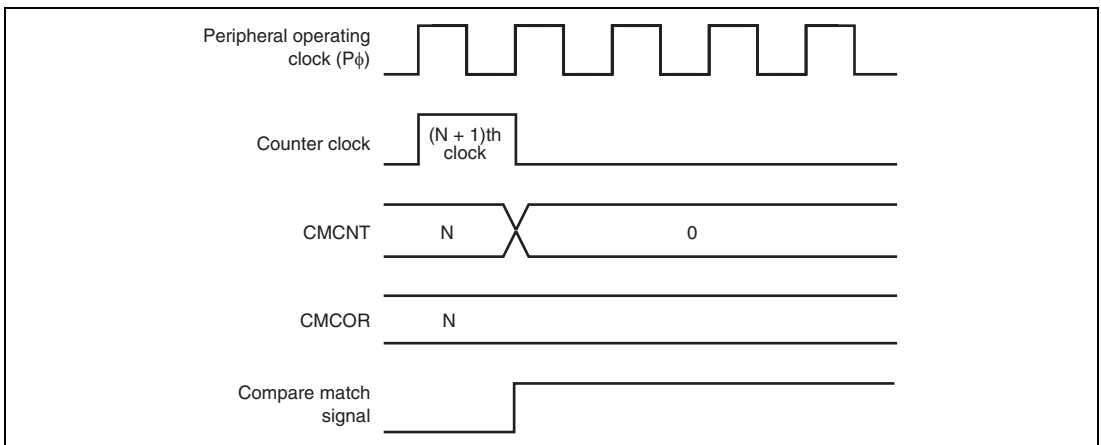 Peripheral operating
clock (Pϕ)
Counter clock
(N + 1)th
clock
CMCNT
N
0
CMCOR
N
Compare match
signal